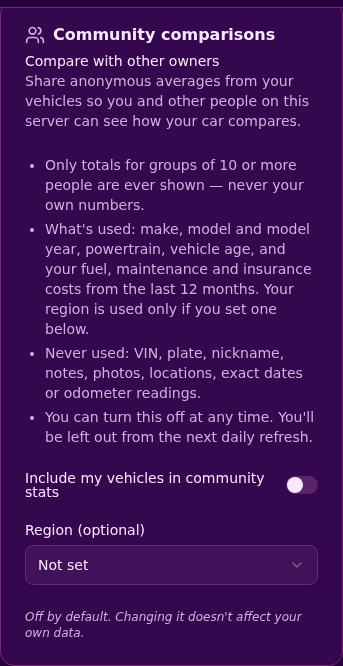 Community comparisons
Compare with other owners
Share anonymous averages from your
vehicles so you and other people on this
server can see how your car compares.
• Only totals for groups of 10 or more
people are ever shown — never your
own numbers.
• What's used: make, model and model
year, powertrain, vehicle age, and
your fuel, maintenance and insurance
costs from the last 12 months. Your
region is used only if you set one
below.
• Never used: VIN, plate, nickname,
notes, photos, locations, exact dates
or odometer readings.
• You can turn this off at any time. You'll
be left out from the next daily refresh.
Include my vehicles in community
stats
Region (optional)
Not set
Off by default. Changing it doesn't affect your
own data.